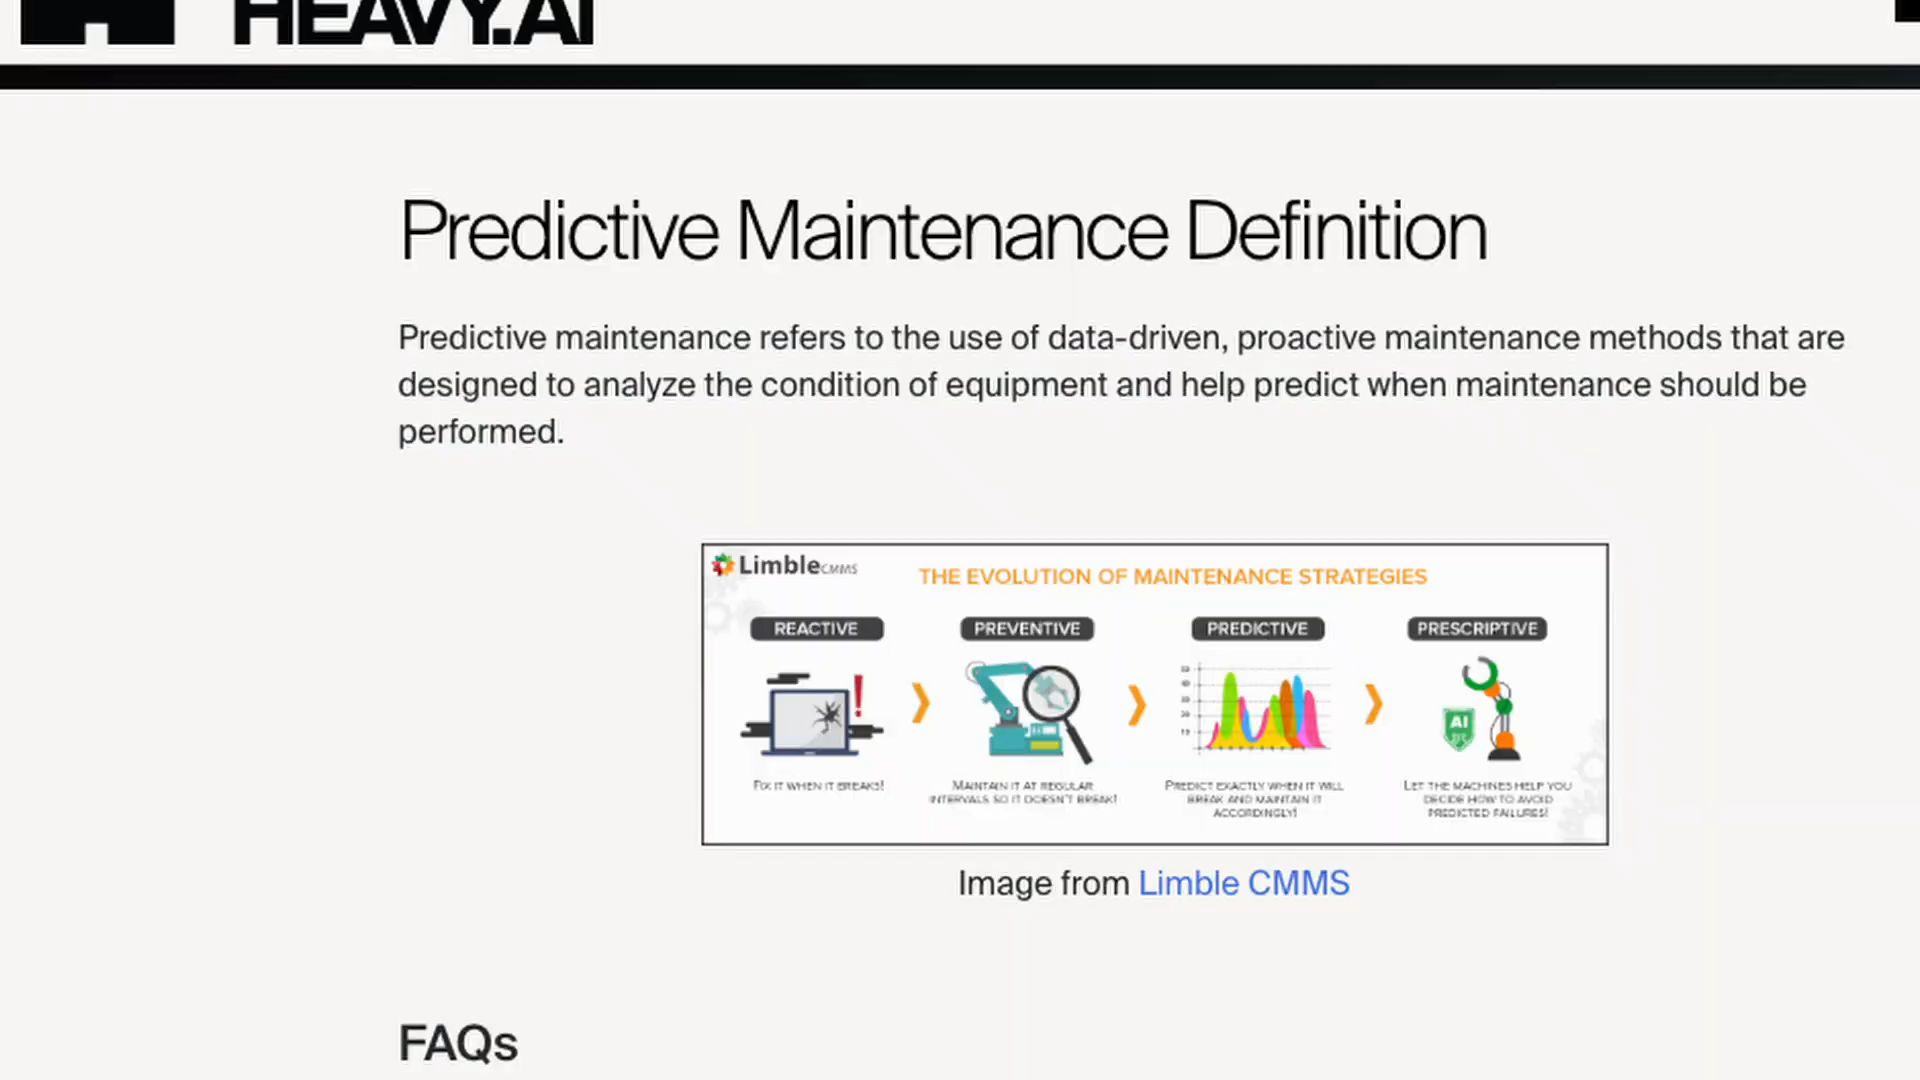 HEAVY.AI
Predictive Maintenance Definition
Predictive maintenance refers to the use of data-driven, proactive maintenance methods that are
designed to analyze the condition of equipment and help predict when maintenance should be
performed.
Limble CMMS
THE EVOLUTION OF MAINTENANCE STRATEGIES
REACTIVE
PREVENTIVE
PREDICTIVE
PRESCRIPTIVE
AI
FIX IT WHEN IT BREAKS!
MAINTAIN IT AT REGULAR
INTERVALS SO IT DOESN'T BREAK!
PREDICT EXACTLY WHEN IT WILL
BREAK AND MAINTAIN IT
ACCORDINGLY!
LET THE MACHINES HELP YOU
DECIDE HOW TO AVOID
PREDICTED FAILURES!
Image from Limble CMMS
FAQs